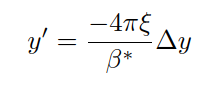 y' = \frac{-4\pi\xi}{\beta^*} \Delta y